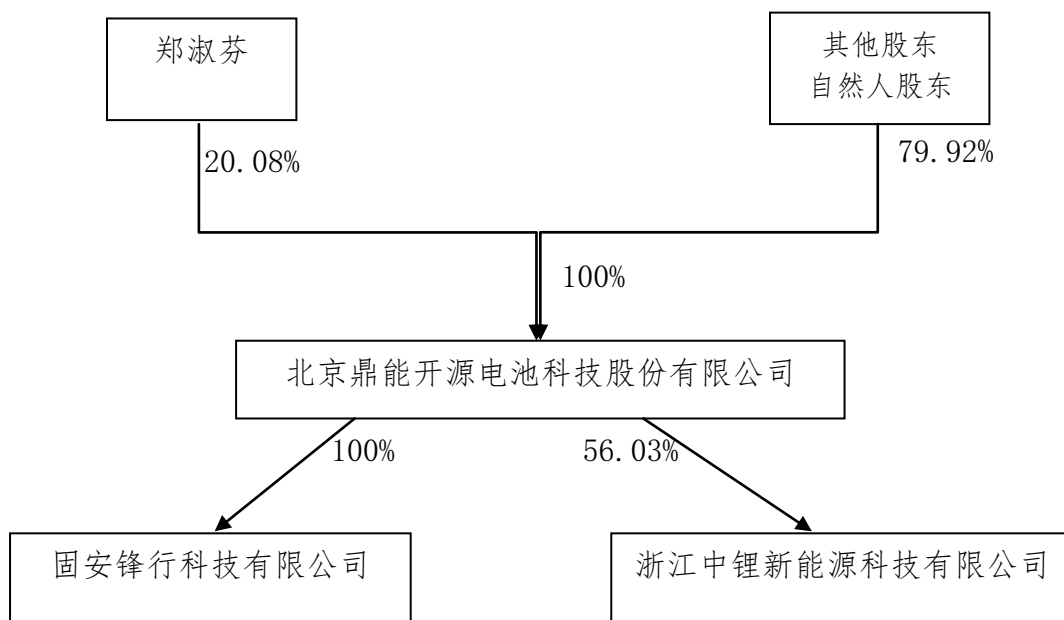 郑淑芬
其他股东
自然人股东
20.08%
79.92%
100%
北京鼎能开源电池科技股份有限公司
100%
56.03%
固安锋行科技有限公司
浙江中锂新能源科技有限公司